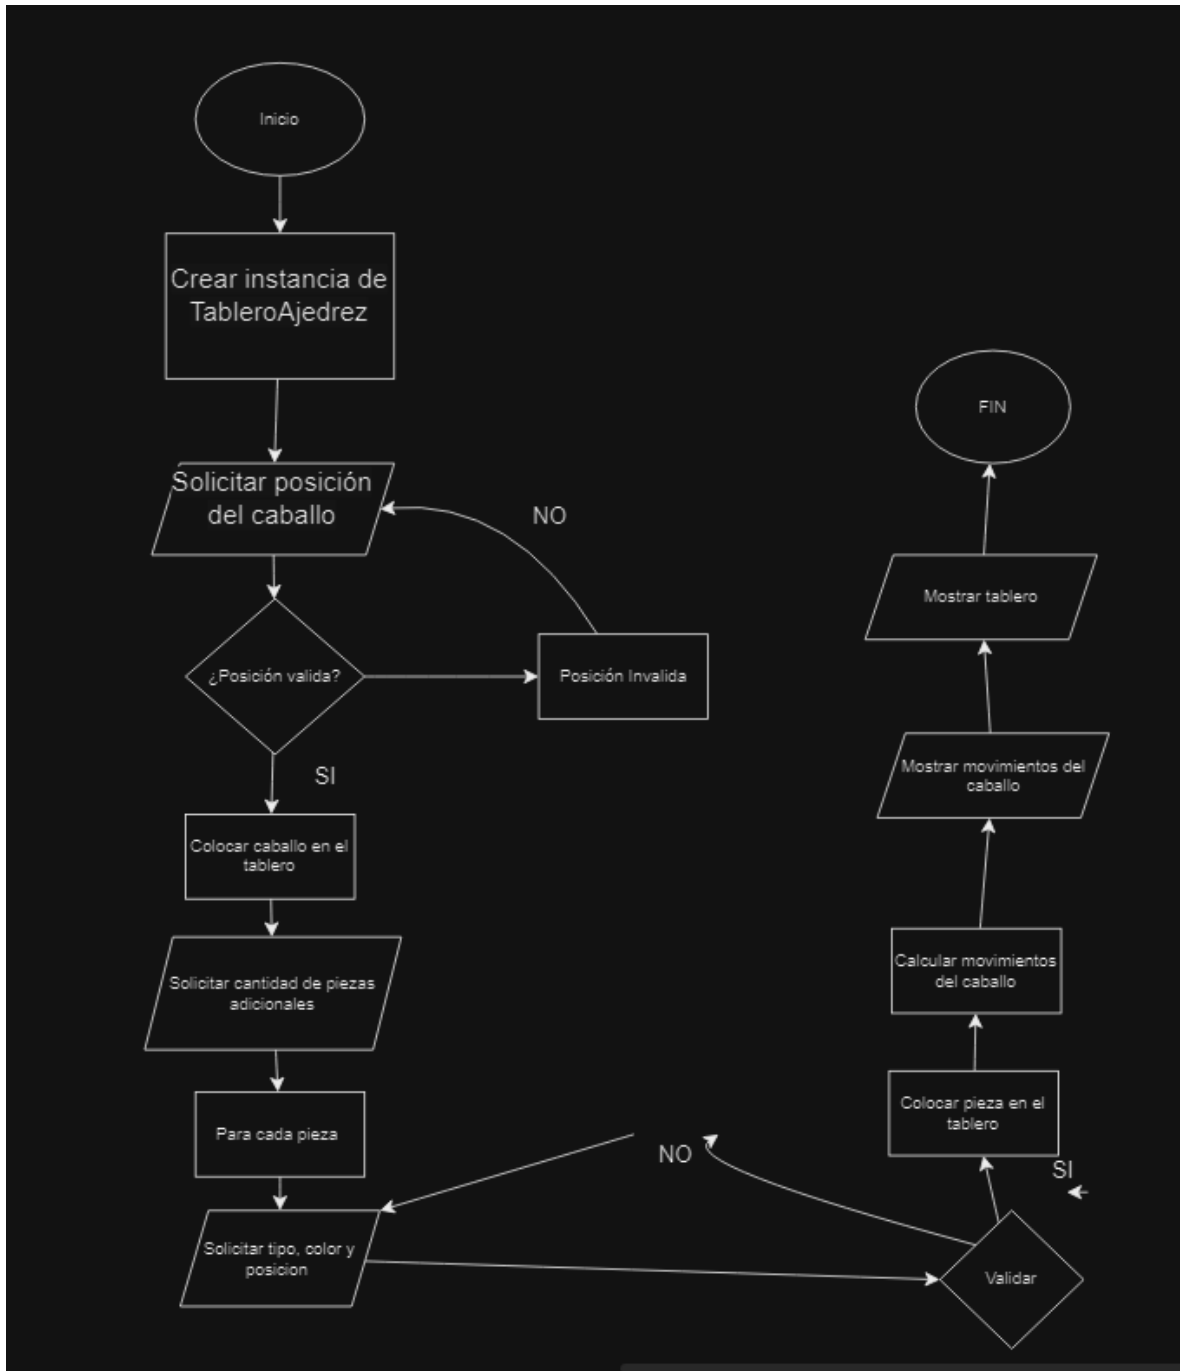 Inicio
Crear instancia de
TableroAjedrez
Solicitar posición
del caballo
NO
¿Posición valida?
Posición Invalida
SI
Colocar caballo en el
tablero
Solicitar cantidad de piezas
adicionales
Para cada pieza
Solicitar tipo, color y
posicion
NO
Validar
SI
Colocar pieza en el
tablero
Calcular movimientos
del caballo
Mostrar movimientos del
caballo
Mostrar tablero
FIN